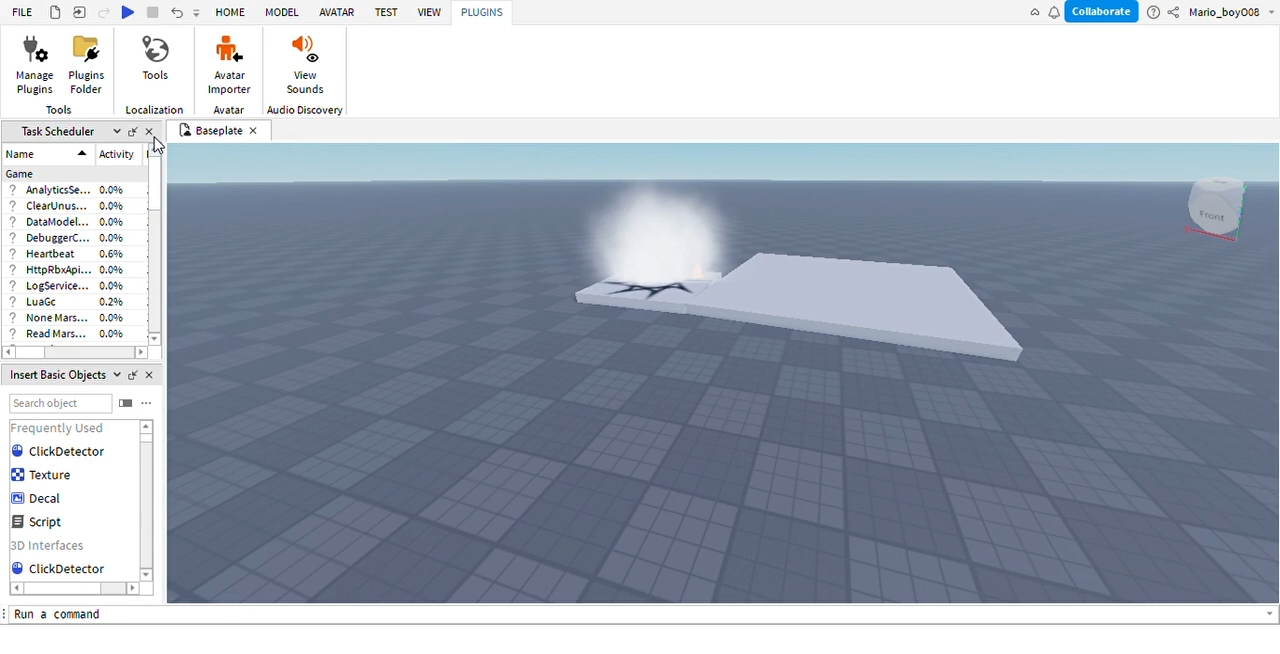 FILE HOME MODEL AVATAR TEST VIEW PLUGINS Collaborate Mario_boy008
Manage Plugins
Plugins Folder
Tools
Avatar Importer
View Sounds
Tools Localization Avatar Audio Discovery
Task Scheduler
Baseplate
Name Activity
Game
AnalyticsSe... 0.0%
ClearUnus... 0.0%
DataModel... 0.0%
DebuggerC... 0.0%
Heartbeat 0.6%
HttpRbxApi... 0.0%
LogService... 0.0%
LuaGc 0.2%
None Mars... 0.0%
Read Mars... 0.0%
Front
Insert Basic Objects
Search object
Frequently Used
ClickDetector
Texture
Decal
Script
3D Interfaces
ClickDetector
Run a command